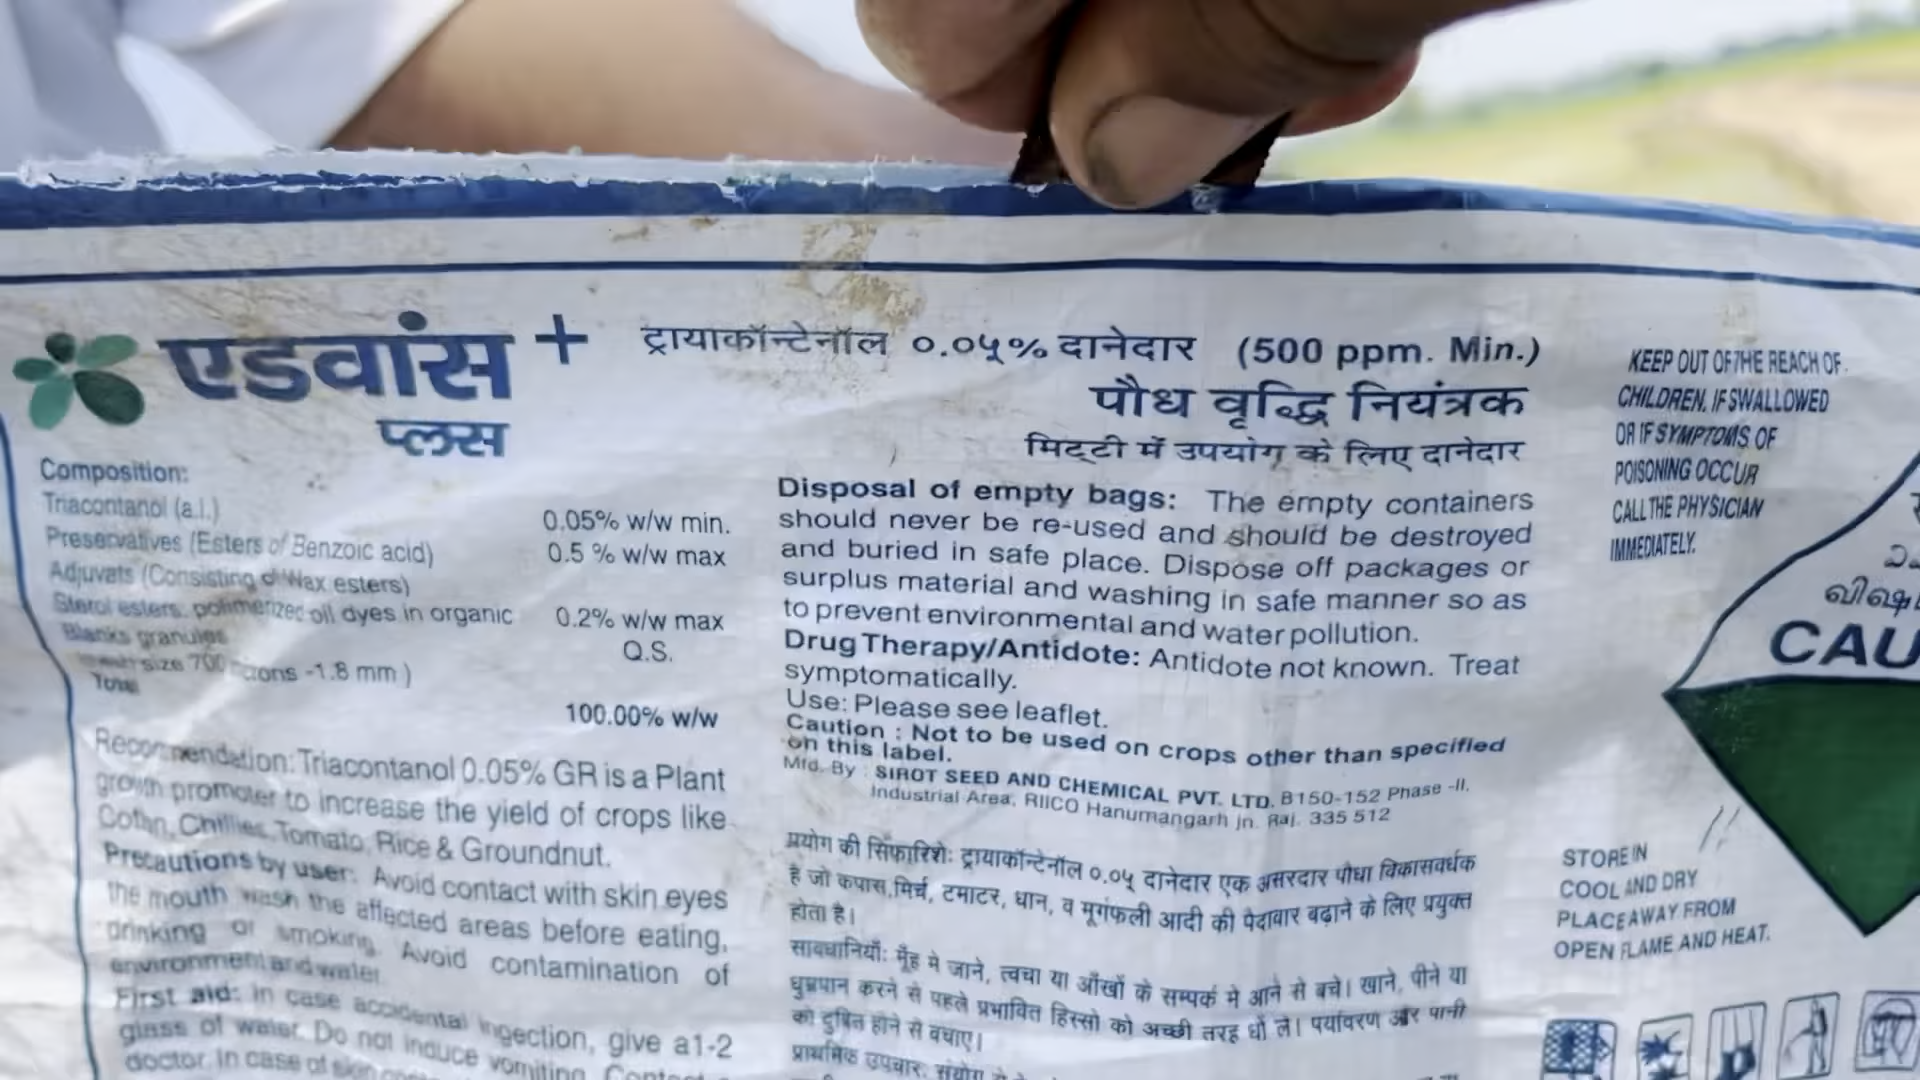 एडवांस +
प्लस
ट्रायाकॉन्टेनॉल ०.०५% दानेदार (500 ppm. Min.)
पौध वृद्धि नियंत्रक
मिट्टी में उपयोग के लिए दानेदार
Composition:
Triacontanol (a.I.) 0.05% w/w min.
Preservatives (Esters of Benzoic acid) 0.5 % w/w max
Adjuvats (Consisting of Wax esters)
Sterol esters. polimerized oil dyes in organic 0.2% w/w max
Blanks granules Q.S.
size 700 -1.8 mm )
Total 100.00% w/w
Recommendation: Triacontanol 0.05% GR is a Plant
growth promoter to increase the yield of crops like
Chillies, Tomato, Rice & Groundnut.
Precautions by user: Avoid contact with skin eyes
the mouth wash the affected areas before eating,
drinking or smoking. Avoid contamination of
environment and water.
First aid: In case accidental ingection, give a 1-2
glass of water. Do not induce vomiting. Contact
doctor. In case of skin
Disposal of empty bags: The empty containers
should never be re-used and should be destroyed
and buried in safe place. Dispose off packages or
surplus material and washing in safe manner so as
to prevent environmental and water pollution.
Drug Therapy/Antidote: Antidote not known. Treat
symptomatically.
Use: Please see leaflet.
Caution : Not to be used on crops other than specified
on this label.
Mfd. By : SIROT SEED AND CHEMICAL PVT. LTD. B150-152 Phase -II,
Industrial Area, RIICO Hanumangarh Jn. Raj. 335 512
प्रयोग की सिफारिशे: ट्रायाकॉन्टेनॉल ०.०५ दानेदार एक असरदार पौधा विकासवर्धक
है जो कपास,मिर्च, टमाटर, धान, व मूगंफली आदी की पैदावार बढ़ाने के लिए प्रयुक्त
होता है।
सावधानियाँ: मूँह मे जाने, त्वचा या आँखों के सम्पर्क मे आने से बचे। खाने, पीने या
धुम्रपान करने से पहले प्रभावित हिस्सो को अच्छी तरह धों ले। पर्यावरण और पानी
को दुषित होने से बचाए।
प्राथमिक उपचार: संयोग से
KEEP OUT OF THE REACH OF
CHILDREN. IF SWALLOWED
OR IF SYMPTOMS OF
POISONING OCCUR
CALL THE PHYSICIAN
IMMEDIATELY.
CAU
STORE IN
COOL AND DRY
PLACE AWAY FROM
OPEN FLAME AND HEAT.